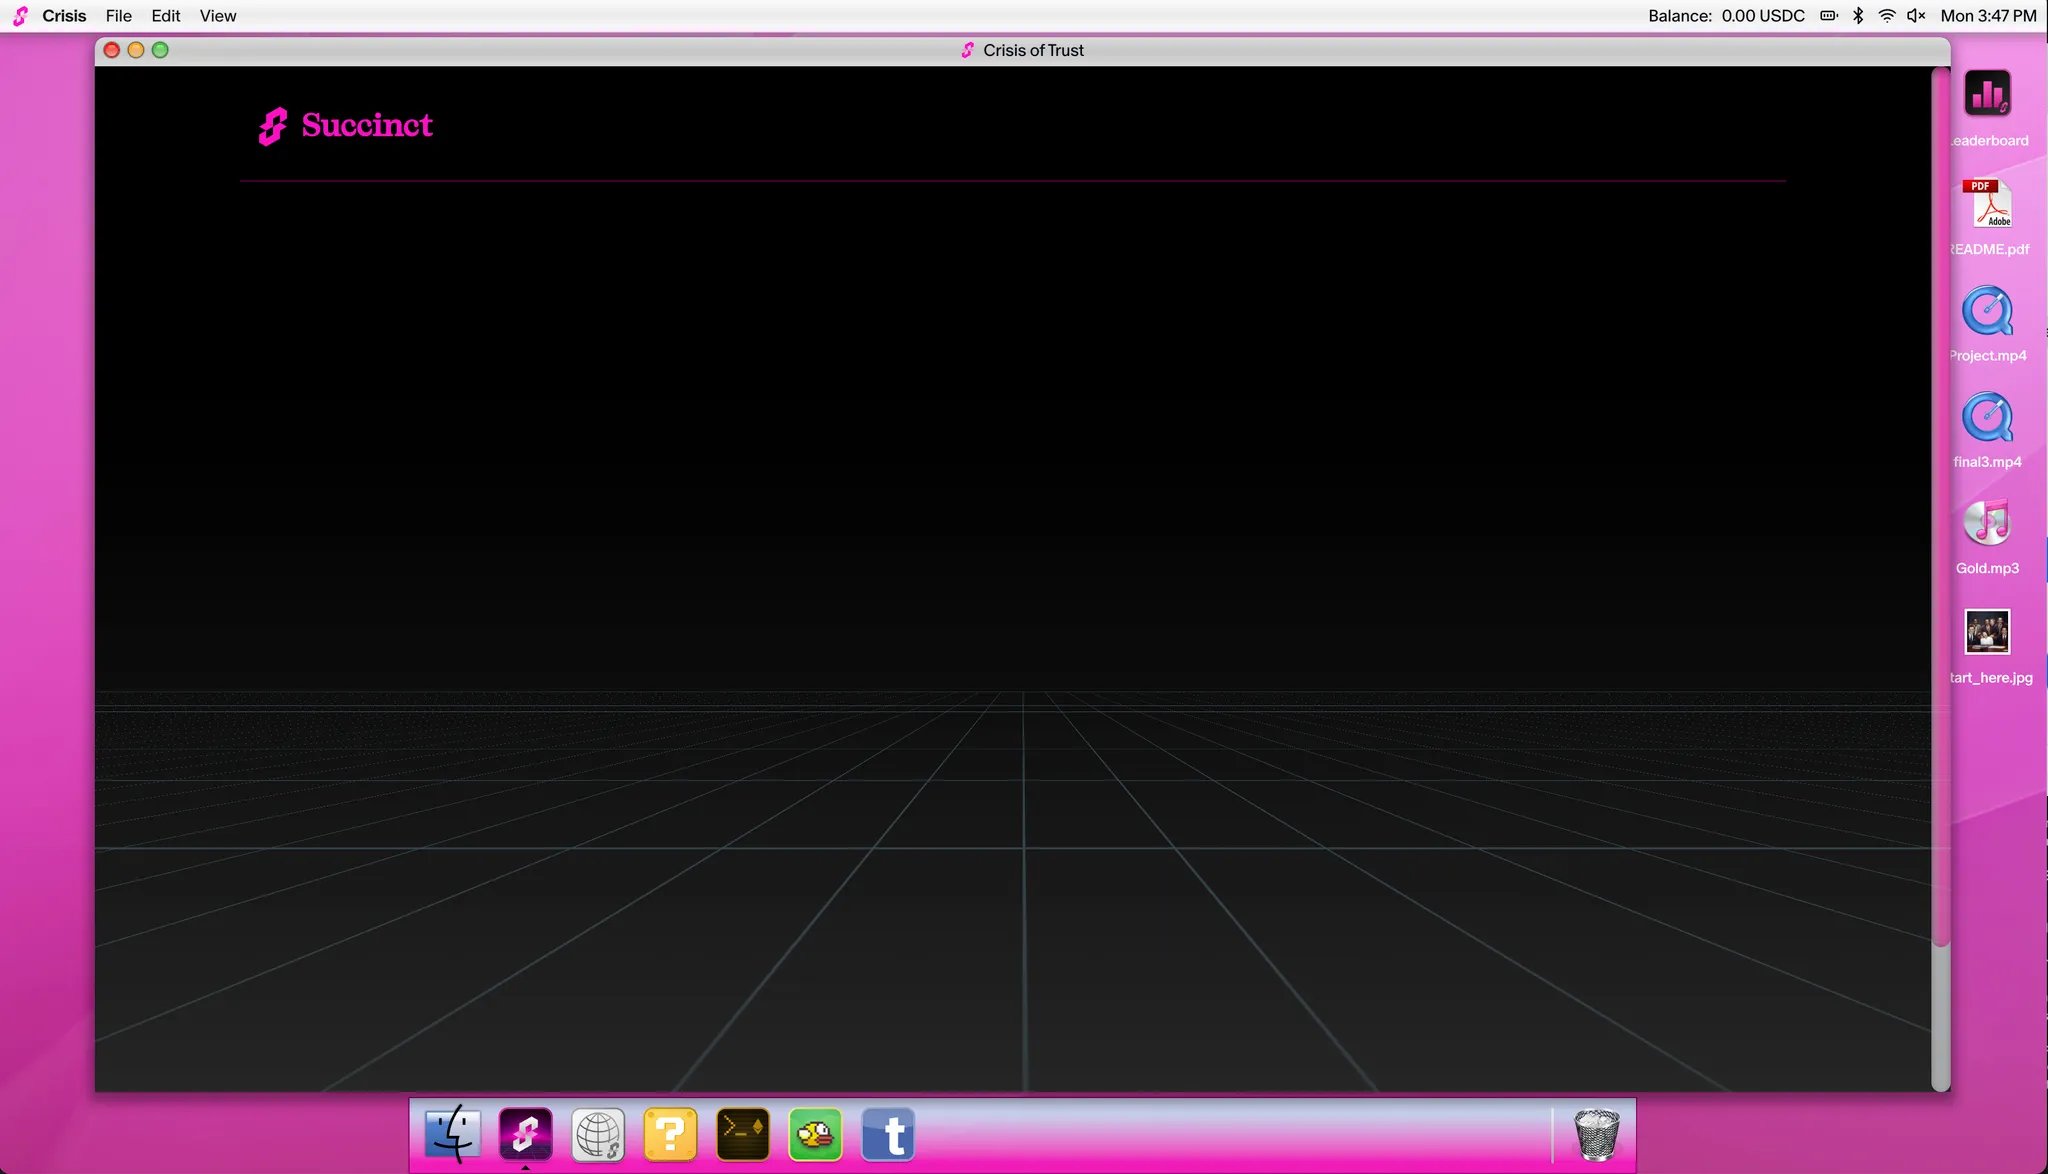 Crisis File Edit View Balance: 0.00 USDC Mon 3:47 PM
Crisis of Trust
Succinct
eaderboard
PDF
Adobe
README.pdf
Project.mp4
final3.mp4
Gold.mp3
tart_here.jpg
? >_ t